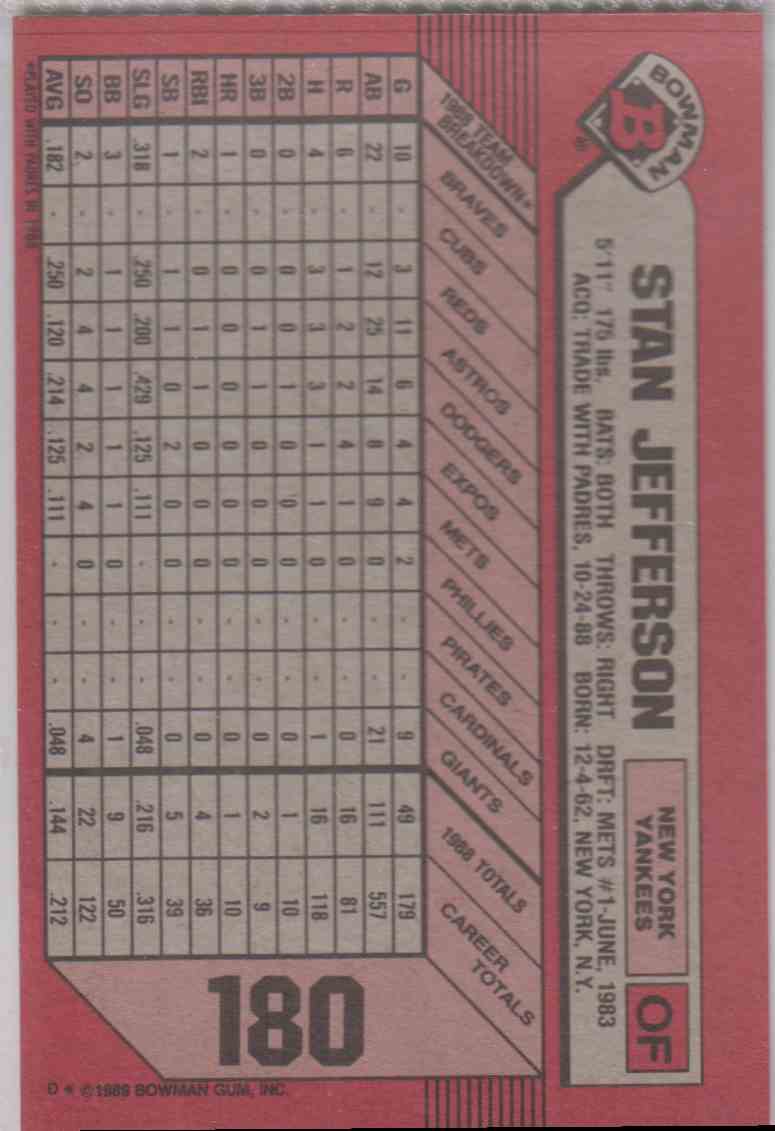 BOWMAN
B
STAN JEFFERSON
NEW YORK
YANKEES
OF
5'11" 175 lbs. BATS: BOTH THROWS: RIGHT DRFT: METS #1-JUNE, 1983
ACQ: TRADE WITH PADRES, 10-24-88 BORN: 12-4-62, NEW YORK, N.Y.
1988 TEAM
BREAKDOWN*
BRAVES
CUBS
REDS
ASTROS
DODGERS
EXPOS
METS
PHILLIES
PIRATES
CARDINALS
GIANTS
1988 TOTALS
CAREER
TOTALS
G 10 - 3 11 6 4 4 2 - - 9 49 179
AB 22 - 12 25 14 8 9 0 - - 21 111 557
R 6 - 1 2 2 4 1 0 - - 0 16 81
H 4 - 3 3 3 1 1 0 - - 1 16 118
2B 0 - 0 0 1 0 0 0 - - 0 1 10
3B 0 - 0 1 1 0 0 0 - - 0 2 9
HR 1 - 0 0 0 0 0 0 - - 0 1 10
RBI 2 - 0 1 1 0 0 0 - - 0 4 36
SB 1 - 1 1 0 2 0 0 - - 0 5 39
SLG .318 - .250 .200 .429 .125 .111 - - - .048 .216 .316
BB 3 - 1 1 1 1 1 0 - - 1 9 50
SO 2 - 2 4 4 2 4 0 - - 4 22 122
AVG .182 - .250 .120 .214 .125 .111 - - - .048 .144 .212
*PLAYED WITH PADRES IN 1988
180
D * ©1989 BOWMAN GUM, INC.